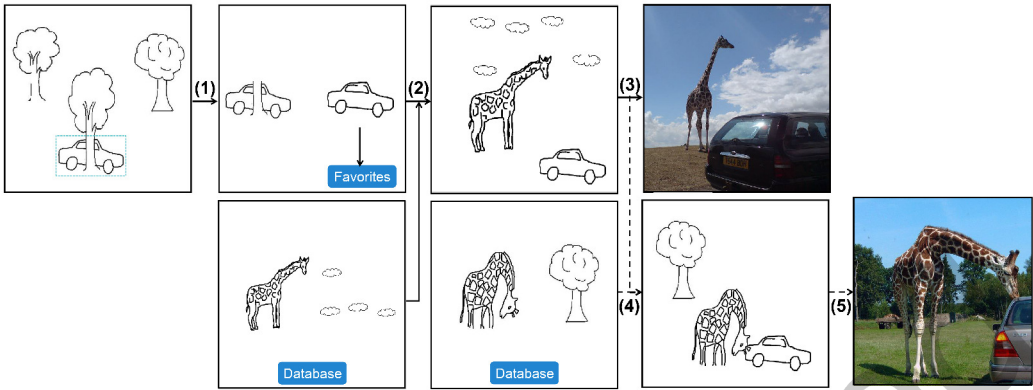 (1)
(2)
(3)
Favorites
Database
Database
(4)
(5)